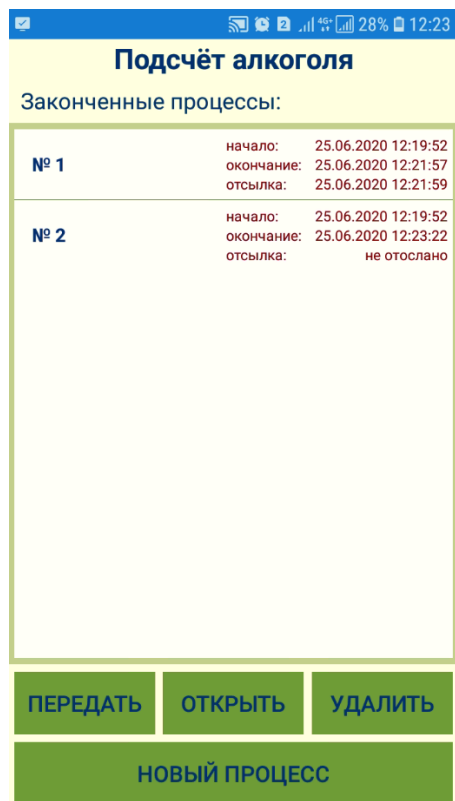 2 4G+ 28% 12:23
Подсчёт алкоголя
Законченные процессы:
№ 1
начало: 25.06.2020 12:19:52
окончание: 25.06.2020 12:21:57
отсылка: 25.06.2020 12:21:59
№ 2
начало: 25.06.2020 12:19:52
окончание: 25.06.2020 12:23:22
отсылка: не отослано
ПЕРЕДАТЬ ОТКРЫТЬ УДАЛИТЬ
НОВЫЙ ПРОЦЕСС